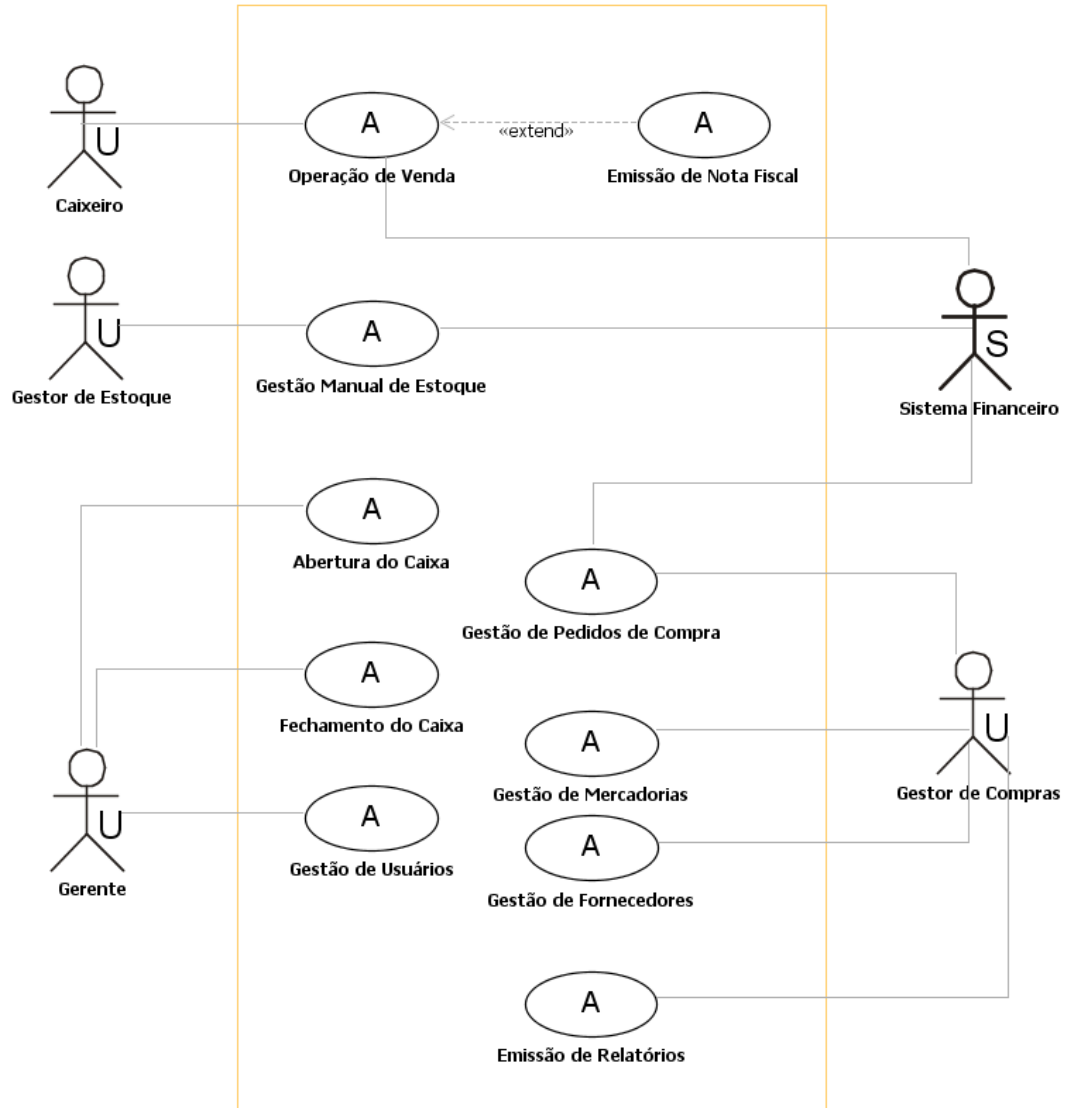 A
A
«extend»
U
Operação de Venda
Emissão de Nota Fiscal
Caixeiro
U
A
S
Gestor de Estoque
Gestão Manual de Estoque
Sistema Financeiro
A
Abertura do Caixa
A
Gestão de Pedidos de Compra
A
Fechamento do Caixa
A
U
Gestão de Mercadorias
Gestor de Compras
U
A
Gestão de Usuários
A
Gerente
Gestão de Fornecedores
A
Emissão de Relatórios